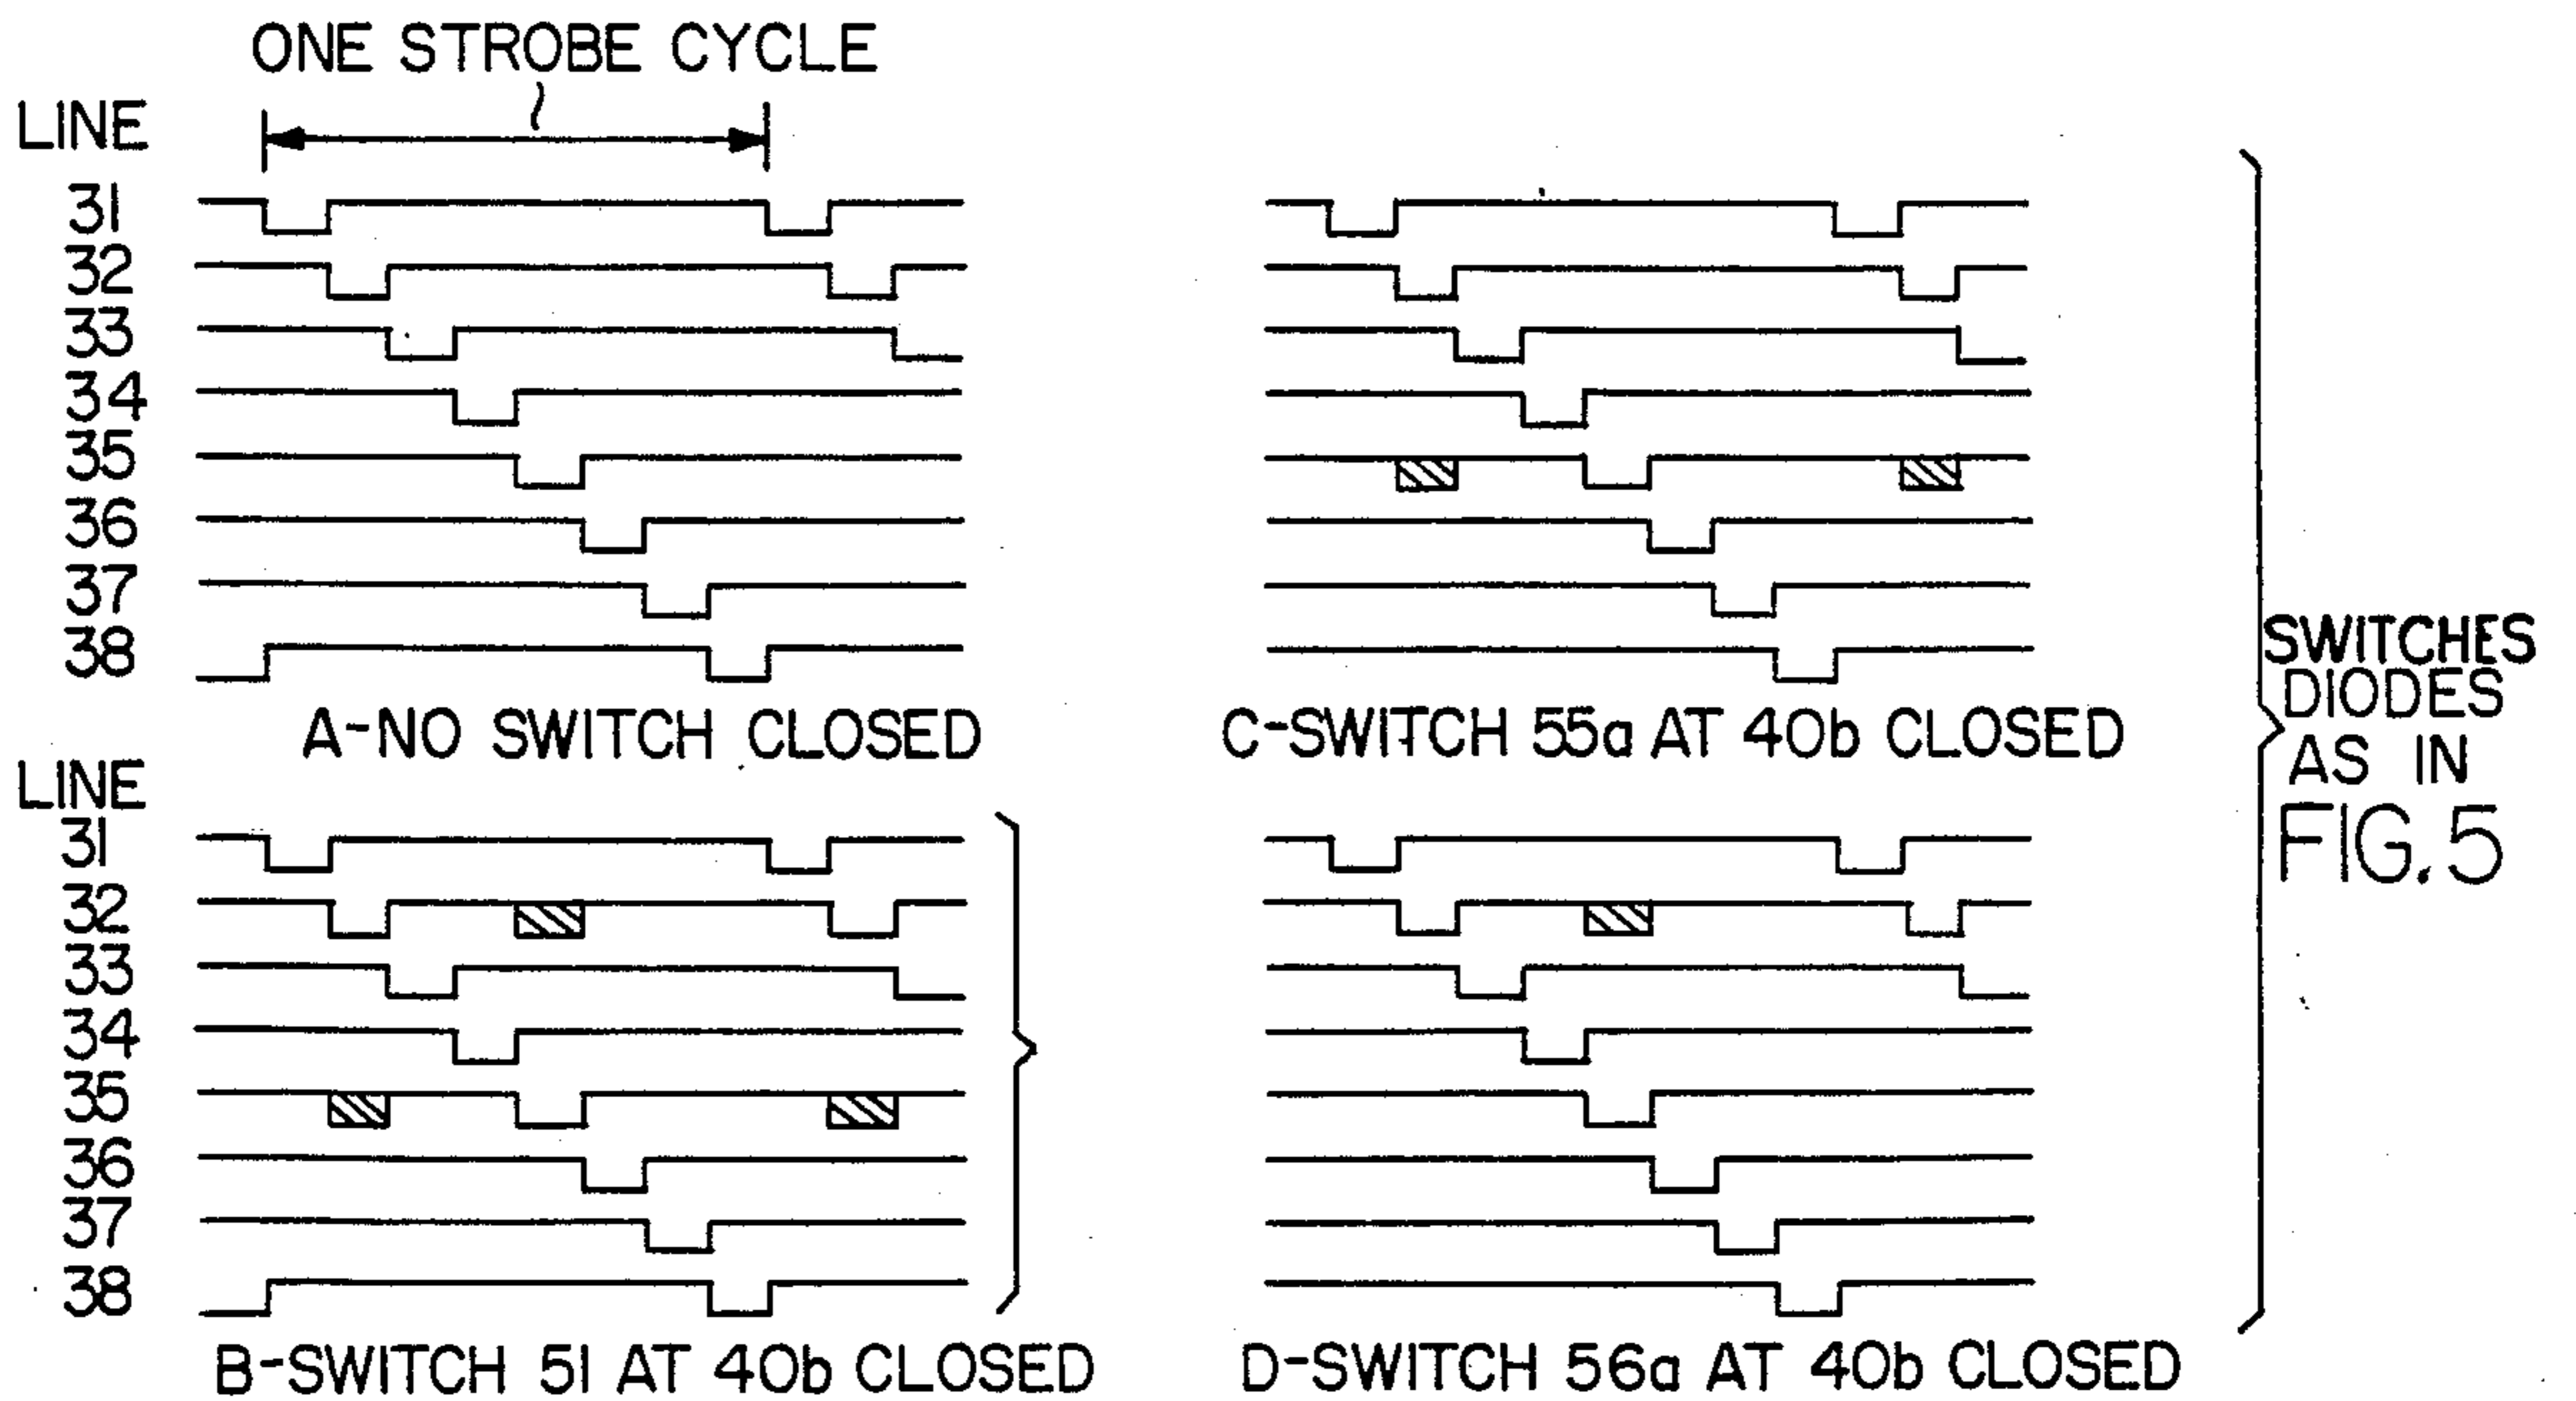 ONE STROBE CYCLE
LINE
31
32
33
34
35
36
37
38
A-NO SWITCH CLOSED
C-SWITCH 55a AT 40b CLOSED
LINE
31
32
33
34
35
36
37
38
B-SWITCH 51 AT 40b CLOSED
D-SWITCH 56a AT 40b CLOSED
SWITCHES
DIODES
AS IN
FIG. 5